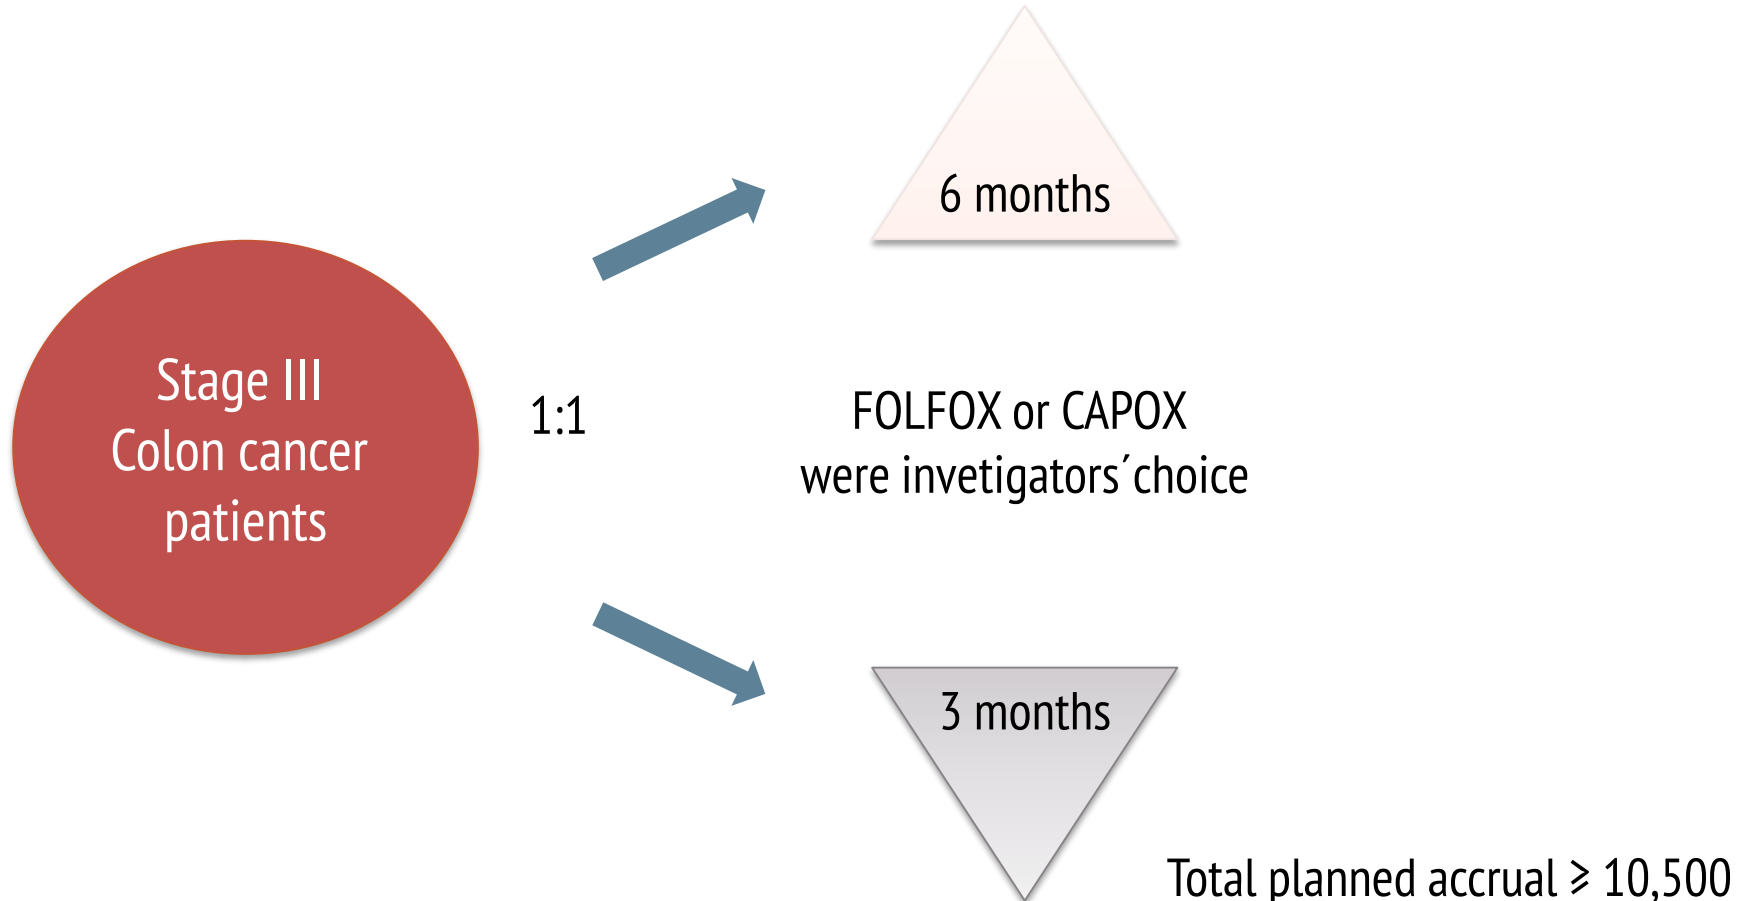 6 months
Stage III
Colon cancer
patients
1:1
FOLFOX or CAPOX
were invetigators´choice
3 months
Total planned accrual ⩾ 10,500